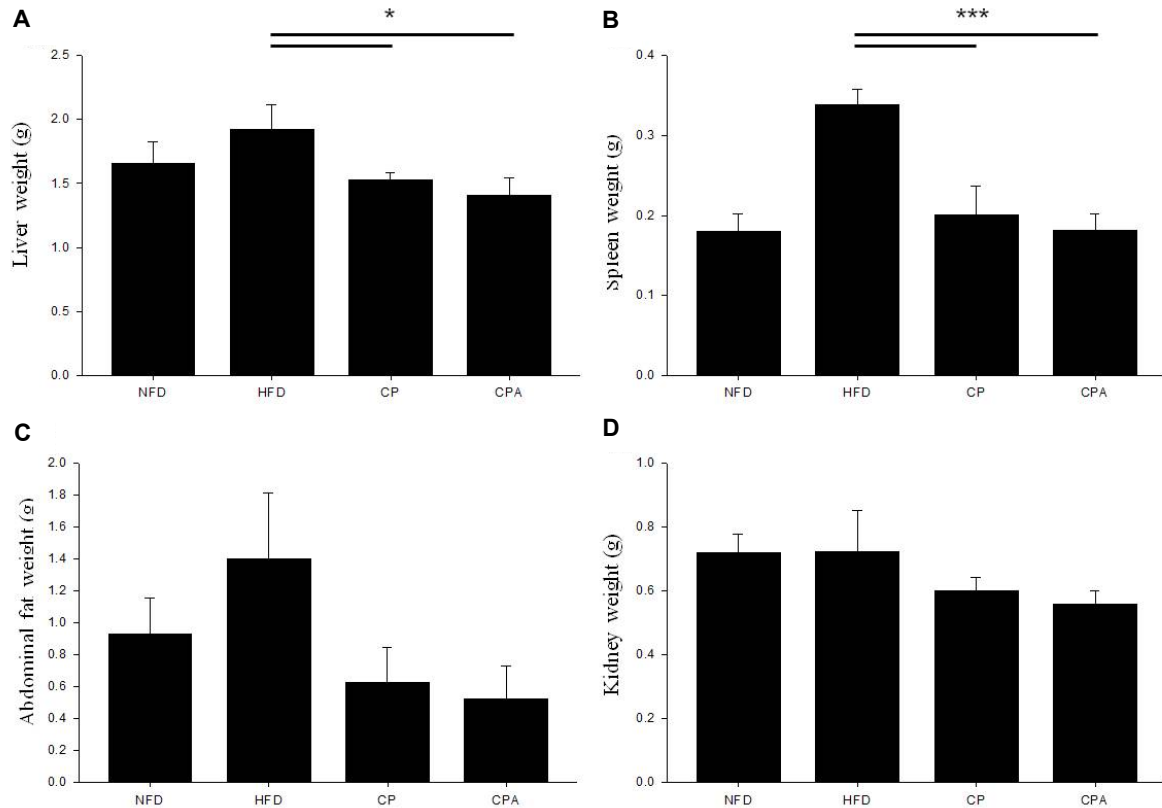 A
*
Liver weight (g)
2.5
2.0
1.5
1.0
0.5
0.0
NFD HFD CP CPA
B
***
Spleen weight (g)
0.4
0.3
0.2
0.1
0.0
NFD HFD CP CPA
C
Abdominal fat weight (g)
2.0
1.8
1.6
1.4
1.2
1.0
0.8
0.6
0.4
0.2
0.0
NFD HFD CP CPA
D
Kidney weight (g)
1.0
0.8
0.6
0.4
0.2
0.0
NFD HFD CP CPA